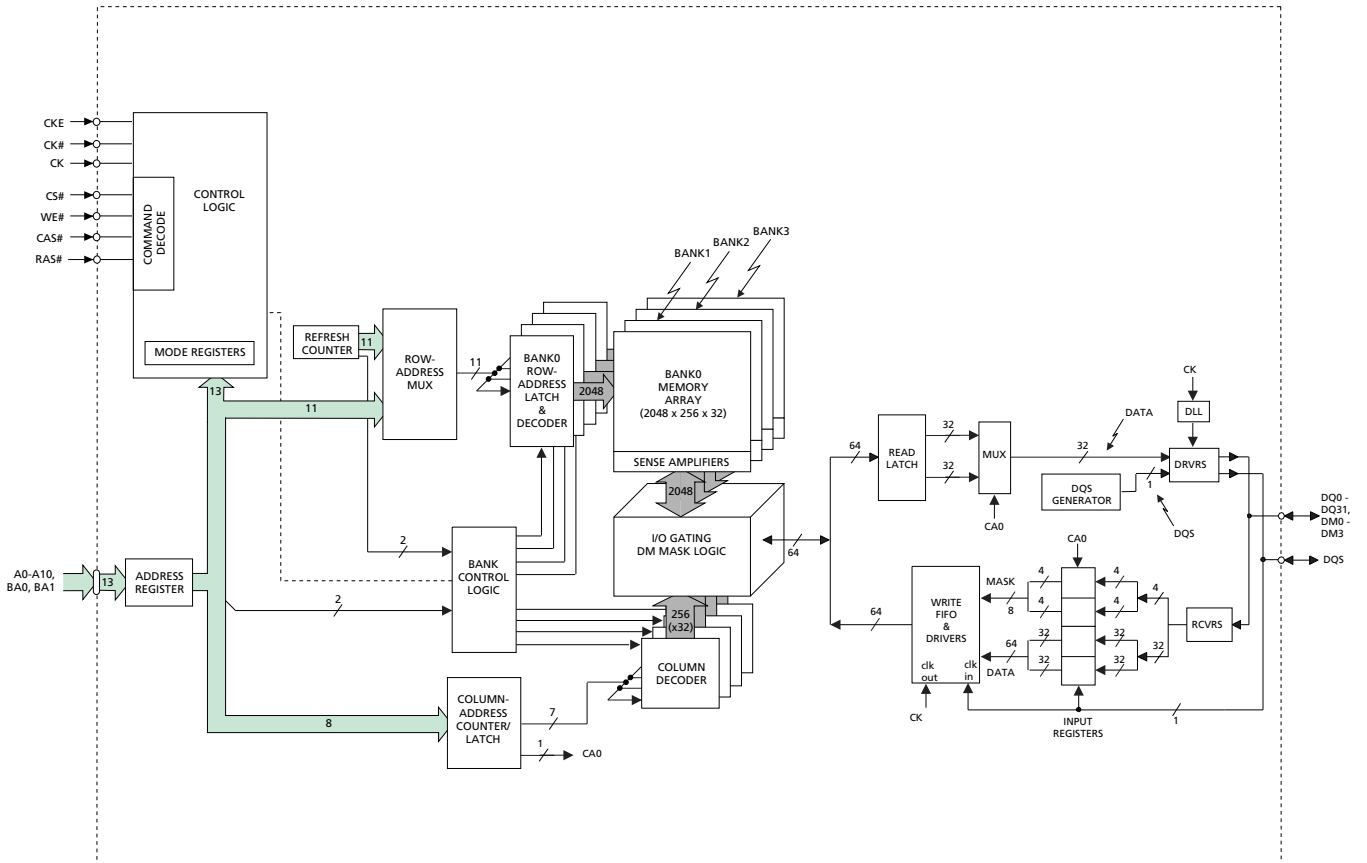 CKE
CK#
CK
CS#
WE#
CAS#
RAS#
COMMAND
DECODE
CONTROL
LOGIC
MODE REGISTERS
REFRESH
COUNTER
11
ROW-
ADDRESS
MUX
13
11
11
BANK0
ROW-
ADDRESS
LATCH
&
DECODER
2048
BANK1
BANK2
BANK3
BANK0
MEMORY
ARRAY
(2048 x 256 x 32)
SENSE AMPLIFIERS
2048
I/O GATING
DM MASK LOGIC
64
A0-A10,
BA0, BA1
13
ADDRESS
REGISTER
2
2
BANK
CONTROL
LOGIC
256
(x32)
COLUMN
DECODER
8
COLUMN-
ADDRESS
COUNTER/
LATCH
7
1
CA0
64
READ
LATCH
32
32
MUX
CA0
32
DATA
CK
DLL
DQS
GENERATOR
1
DRVRS
DQS
DQ0 -
DQ31,
DM0 -
DM3
DQS
64
WRITE
FIFO
&
DRIVERS
clk
out
clk
in
CK
MASK
8
64
DATA
CA0
4
4
32
32
4
4
32
32
4
32
RCVRS
INPUT
REGISTERS
1